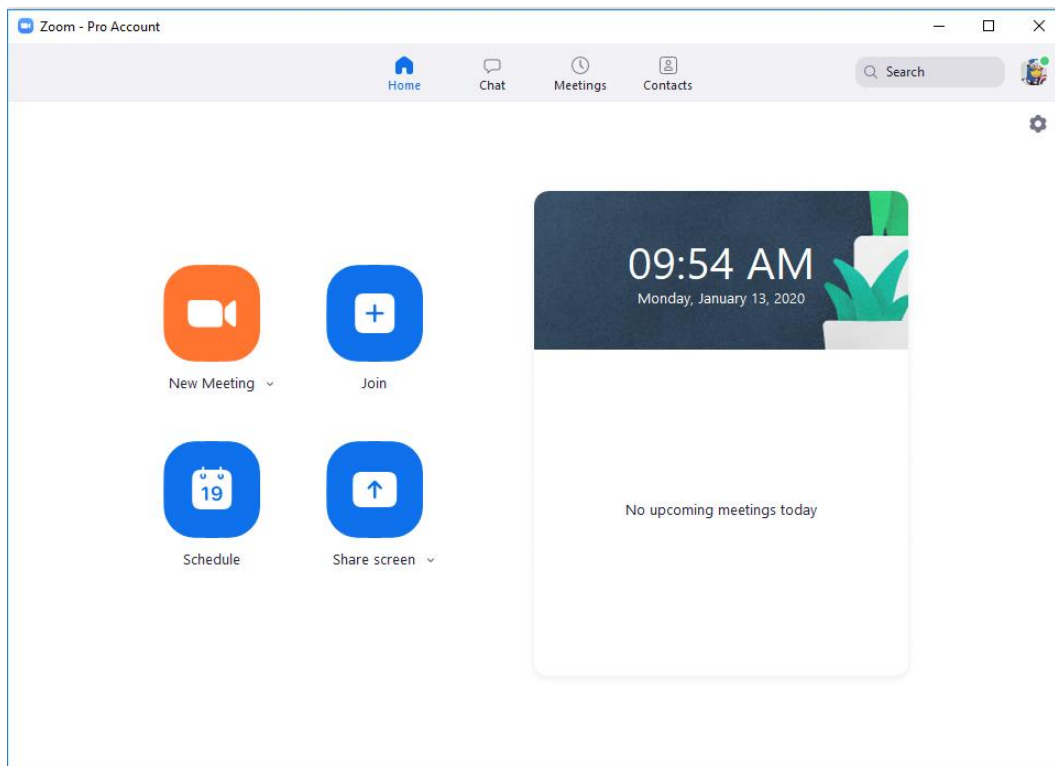 Zoom - Pro Account
Home
Chat
Meetings
Contacts
Search
09:54 AM
Monday, January 13, 2020
New Meeting
Join
19
Schedule
Share screen
No upcoming meetings today